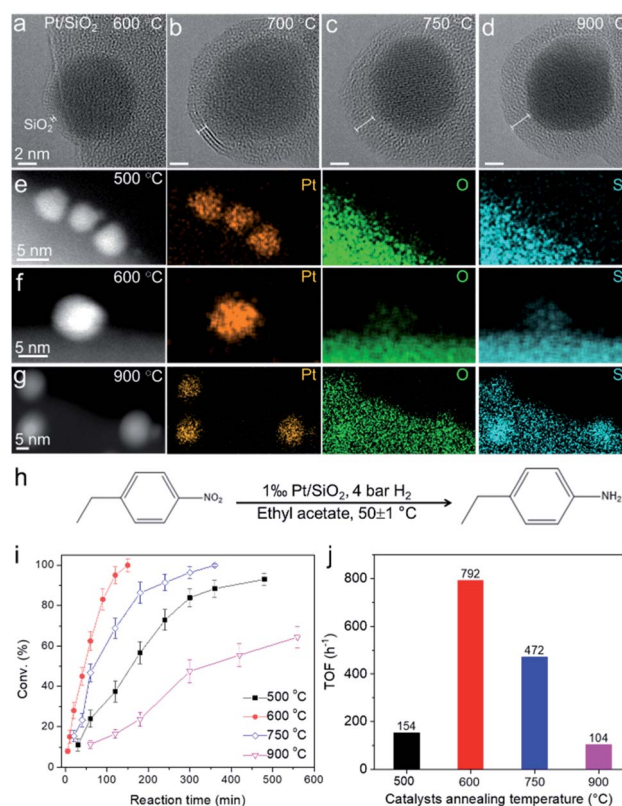 a Pt/SiO₂ 600 °C b 700 °C c 750 °C d 900 °C
SiO₂
2 nm
e 500 °C Pt O S
5 nm
f 600 °C Pt O S
5 nm
g 900 °C Pt O S
5 nm
h
NO₂ 1‰ Pt/SiO₂, 4 bar H₂ NH₂
Ethyl acetate, 50±1 °C
i
100
80
60
40
20
0
Conv. (%)
500 °C
600 °C
750 °C
900 °C
0 100 200 300 400 500 600
Reaction time (min)
j
800
600
400
200
0
TOF (h⁻¹)
154 792 472 104
500 600 750 900
Catalysts annealing temperature (°C)